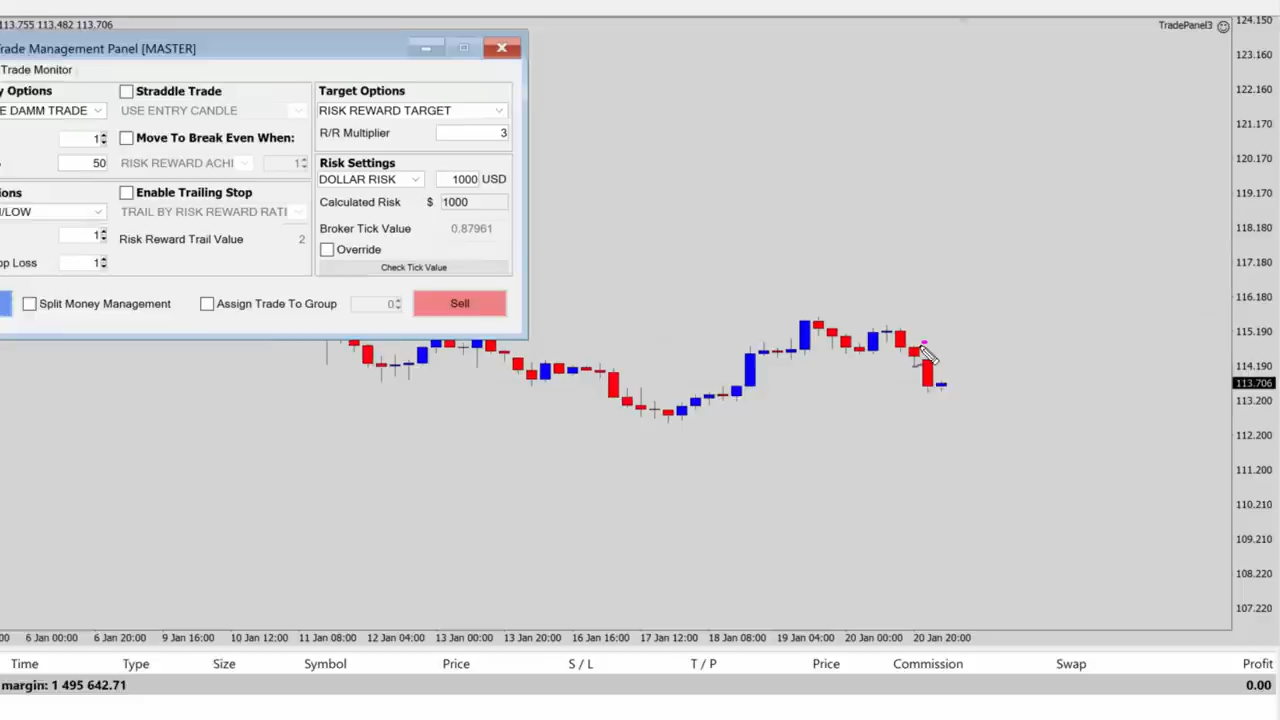 113.755 113.482 113.706
TradePanel3
Trade Management Panel [MASTER]
Trade Monitor
Options
Straddle Trade
Target Options
E DAMM TRADE
USE ENTRY CANDLE
RISK REWARD TARGET
1
Move To Break Even When:
R/R Multiplier
3
50
RISK REWARD ACHI
1
Risk Settings
DOLLAR RISK
1000 USD
Enable Trailing Stop
/LOW
TRAIL BY RISK REWARD RATI
Calculated Risk $ 1000
1
Risk Reward Trail Value 2
Broker Tick Value 0.87961
Override
op Loss
1
Check Tick Value
Split Money Management
Assign Trade To Group
0
Sell
124.150
123.160
122.160
121.170
120.170
119.170
118.180
117.180
116.180
115.190
114.190
113.706
113.200
112.200
111.200
110.210
109.210
108.220
107.220
00 6 Jan 00:00 6 Jan 20:00 9 Jan 16:00 10 Jan 12:00 11 Jan 08:00 12 Jan 04:00 13 Jan 00:00 13 Jan 20:00 16 Jan 16:00 17 Jan 12:00 18 Jan 08:00 19 Jan 04:00 20 Jan 00:00 20 Jan 20:00
Time Type Size Symbol Price S / L T / P Price Commission Swap Profit
margin: 1 495 642.71 0.00